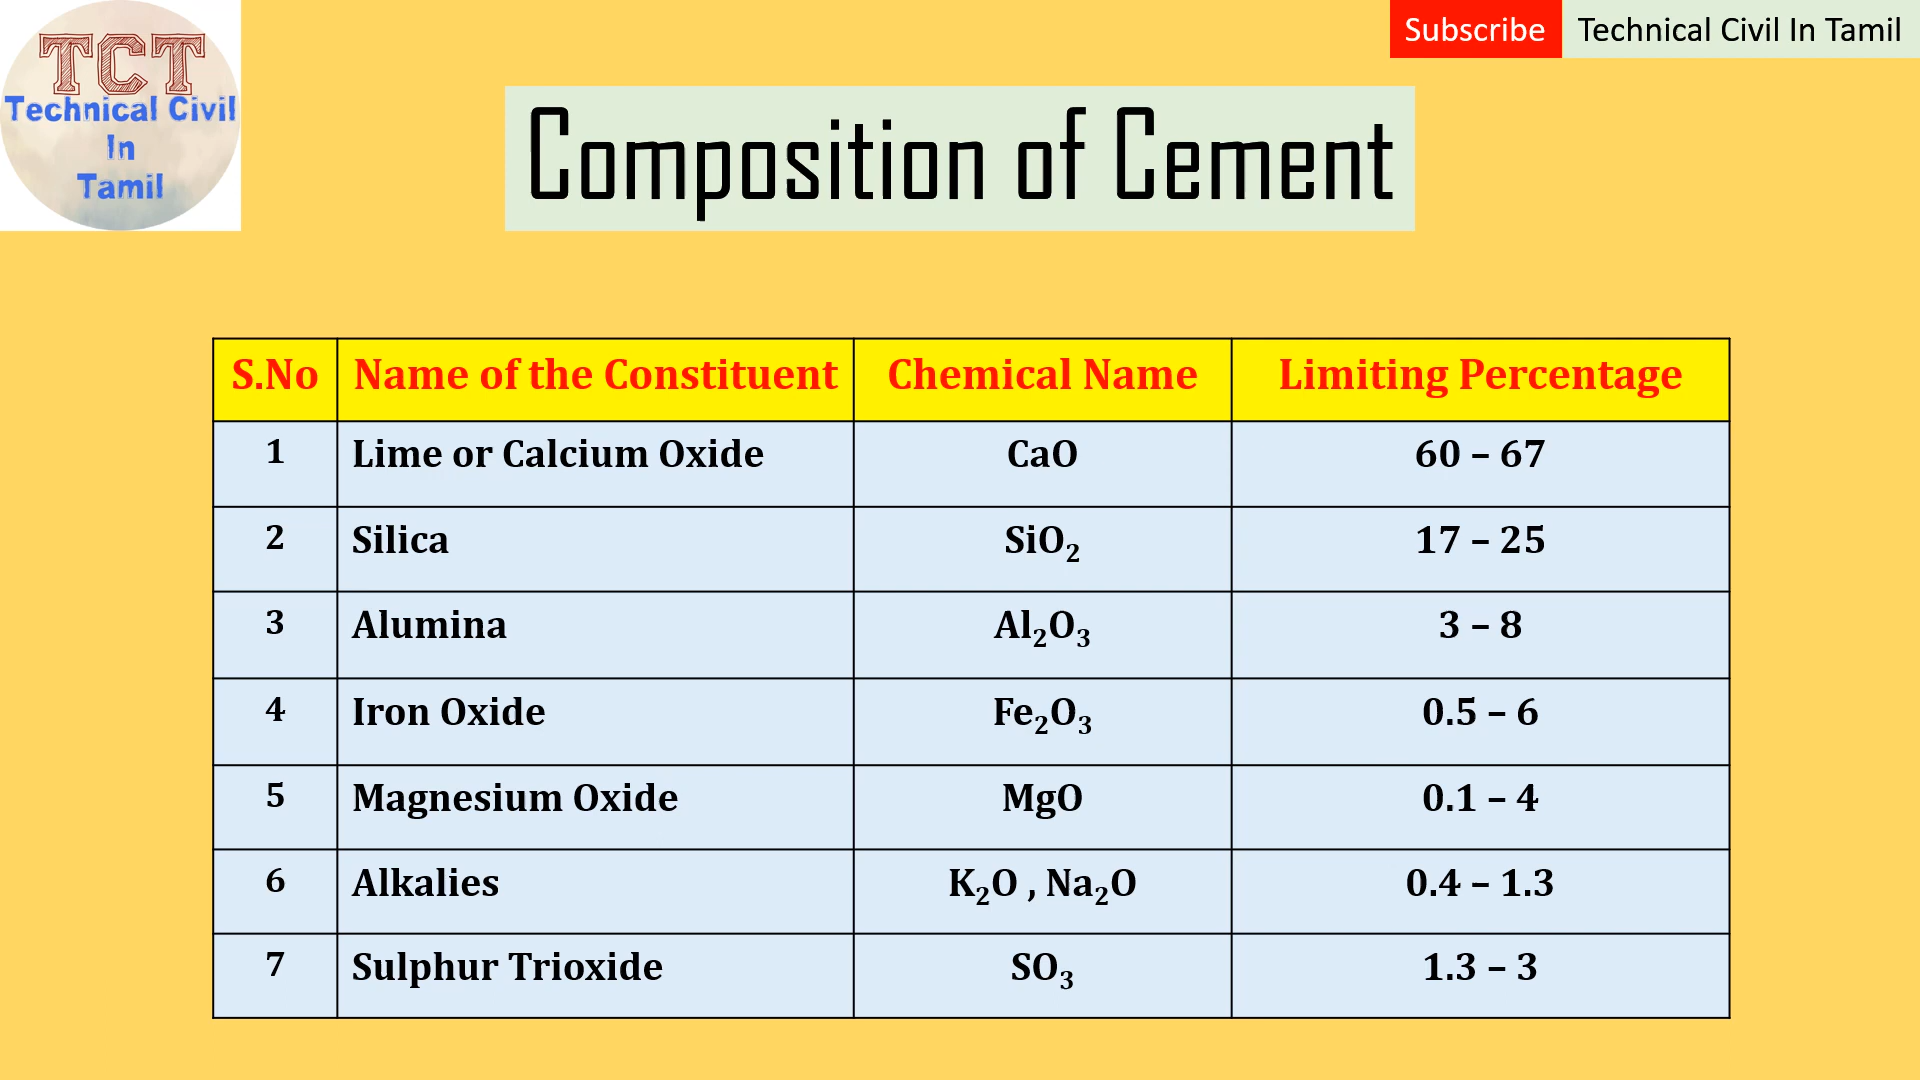 TCT
Technical Civil
In
Tamil
Subscribe Technical Civil In Tamil
Composition of Cement
S.No Name of the Constituent Chemical Name Limiting Percentage
1 Lime or Calcium Oxide CaO 60 – 67
2 Silica SiO₂ 17 – 25
3 Alumina Al₂O₃ 3 – 8
4 Iron Oxide Fe₂O₃ 0.5 – 6
5 Magnesium Oxide MgO 0.1 – 4
6 Alkalies K₂O , Na₂O 0.4 – 1.3
7 Sulphur Trioxide SO₃ 1.3 – 3